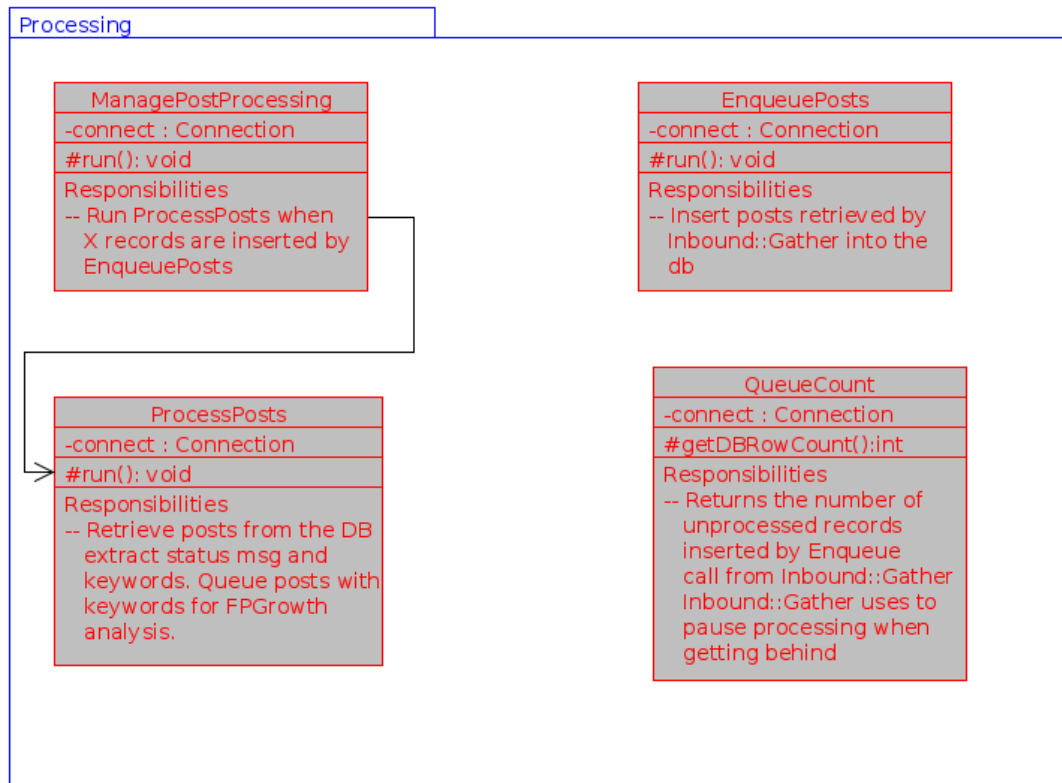 Processing
ManagePostProcessing
-connect : Connection
#run(): void
Responsibilities
-- Run ProcessPosts when
X records are inserted by
EnqueuePosts
EnqueuePosts
-connect : Connection
#run(): void
Responsibilities
-- Insert posts retrieved by
Inbound::Gather into the
db
ProcessPosts
-connect : Connection
#run(): void
Responsibilities
-- Retrieve posts from the DB
extract status msg and
keywords. Queue posts with
keywords for FPGrowth
analysis.
QueueCount
-connect : Connection
#getDBRowCount():int
Responsibilities
-- Returns the number of
unprocessed records
inserted by Enqueue
call from Inbound::Gather
Inbound::Gather uses to
pause processing when
getting behind